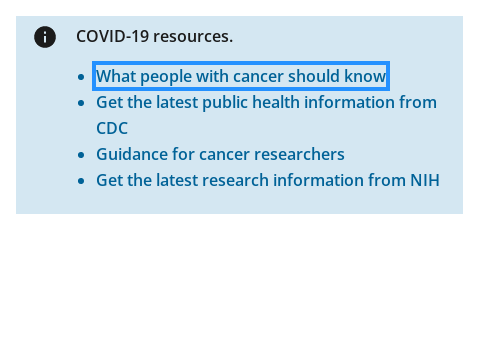 COVID-19 resources.
What people with cancer should know
Get the latest public health information from
CDC
Guidance for cancer researchers
Get the latest research information from NIH